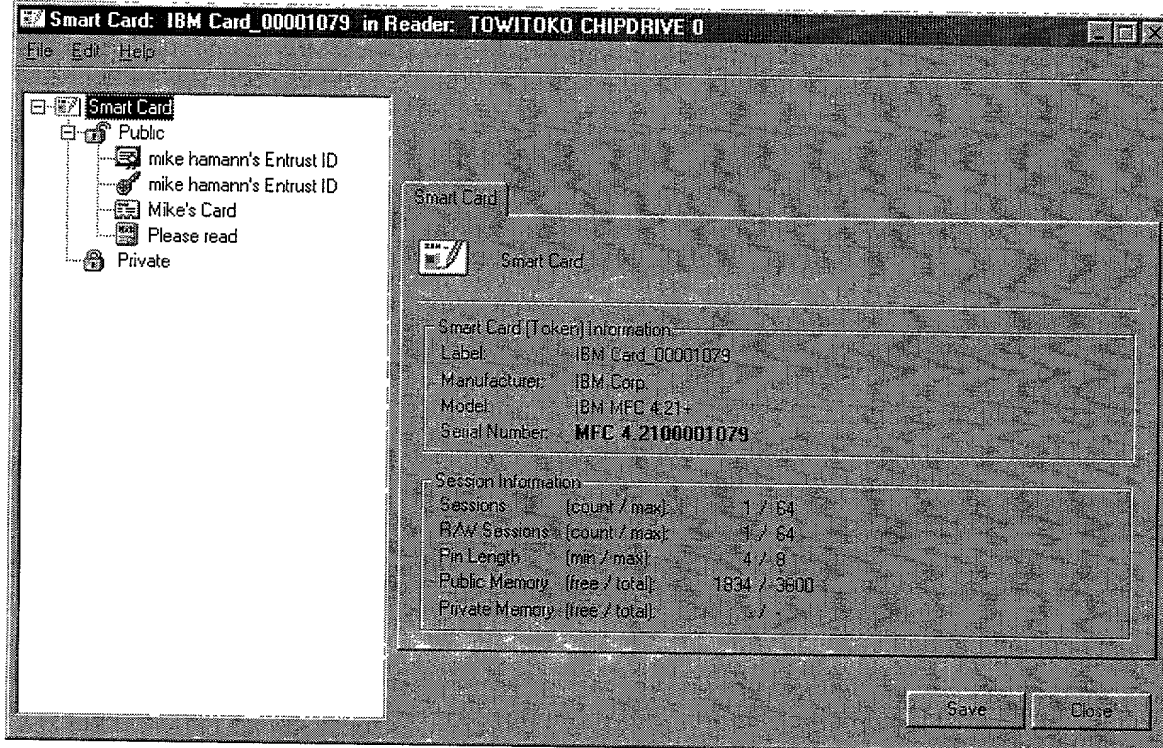 Smart Card: IBM Card_00001079 in Reader: TOWITOKO CHIPDRIVE 0
File Edit Help
Smart Card
Public
mike hamann's Entrust ID
mike hamann's Entrust ID
Mike's Card
Please read
Private
Smart Card
Smart Card
Smart Card (Token) Information
Label: IBM Card_00001079
Manufacturer: IBM Corp.
Model: IBM MFC 4.21+
Serial Number: MFC 4.2100001079
Session Information
Sessions (count / max): 1 / 64
R/W Sessions (count / max): 1 / 64
Pin Length (min / max): 4 / 8
Public Memory (free / total): 1834 / 3800
Private Memory (free / total): - / -
Save Close